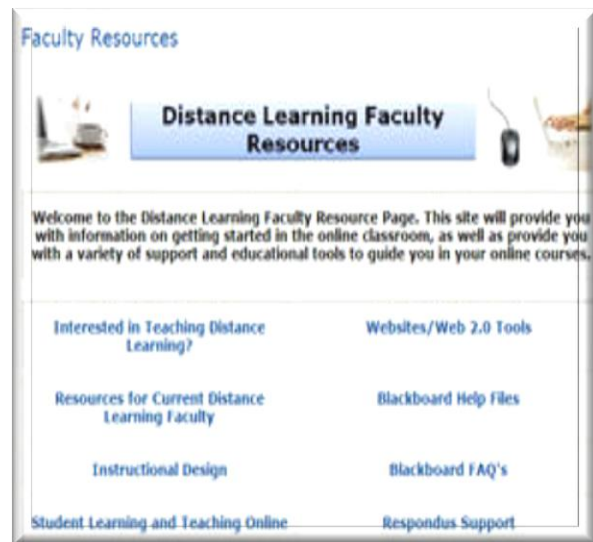 Faculty Resources
Distance Learning Faculty
Resources
Welcome to the Distance Learning Faculty Resource Page. This site will provide you
with information on getting started in the online classroom, as well as provide you
with a variety of support and educational tools to guide you in your online courses.
Interested in Teaching Distance
Learning?
Websites/Web 2.0 Tools
Resources for Current Distance
Learning Faculty
Blackboard Help Files
Instructional Design
Blackboard FAQ's
Student Learning and Teaching Online
Respondus Support